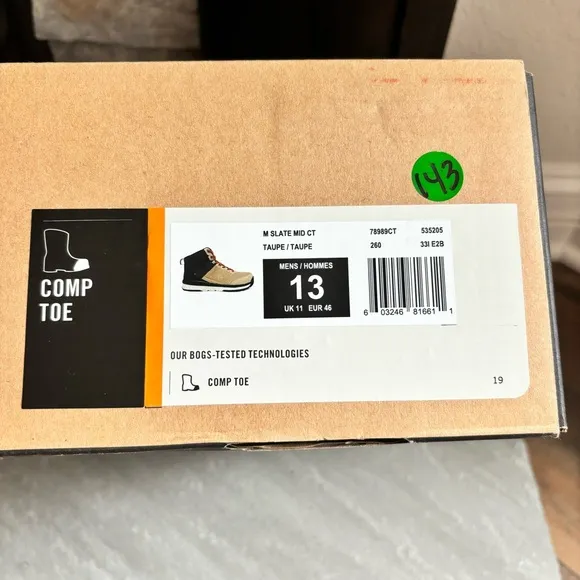 143
COMP
TOE
M SLATE MID CT 78989CT 535205
TAUPE / TAUPE 260 33I E2B
MENS / HOMMES
13
UK 11 EUR 46
6 03246 81661 1
OUR BOGS-TESTED TECHNOLOGIES
COMP TOE
19